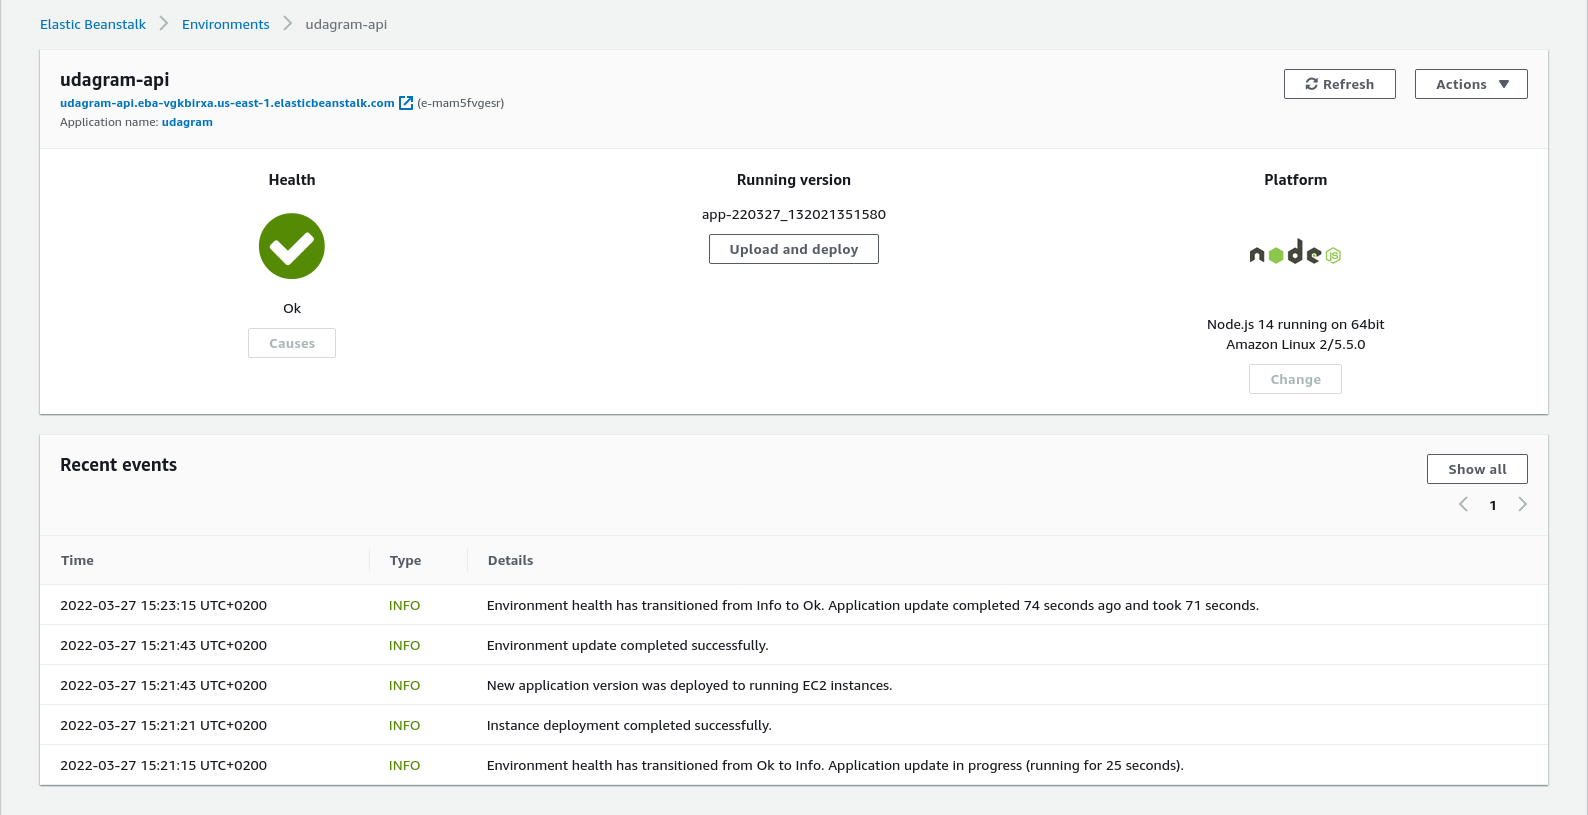 Elastic Beanstalk > Environments > udagram-api
udagram-api
Refresh
Actions
udagram-api.eba-vgkbirxa.us-east-1.elasticbeanstalk.com (e-mam5fvgesr)
Application name: udagram
Health
Running version
Platform
app-220327_132021351580
Upload and deploy
node
JS
Ok
Causes
Node.js 14 running on 64bit
Amazon Linux 2/5.5.0
Change
Recent events
Show all
1
Time Type Details
2022-03-27 15:23:15 UTC+0200 INFO Environment health has transitioned from Info to Ok. Application update completed 74 seconds ago and took 71 seconds.
2022-03-27 15:21:43 UTC+0200 INFO Environment update completed successfully.
2022-03-27 15:21:43 UTC+0200 INFO New application version was deployed to running EC2 instances.
2022-03-27 15:21:21 UTC+0200 INFO Instance deployment completed successfully.
2022-03-27 15:21:15 UTC+0200 INFO Environment health has transitioned from Ok to Info. Application update in progress (running for 25 seconds).